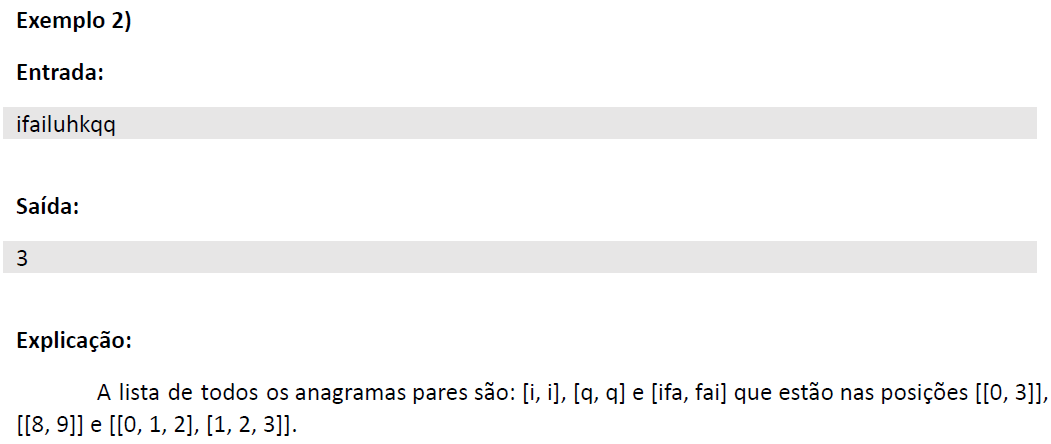 Exemplo 2)
Entrada:
ifailuhkqq
Saída:
3
Explicação:
A lista de todos os anagramas pares são: [i, i], [q, q] e [ifa, fai] que estão nas posições [[0, 3]],
[[8, 9]] e [[0, 1, 2], [1, 2, 3]].